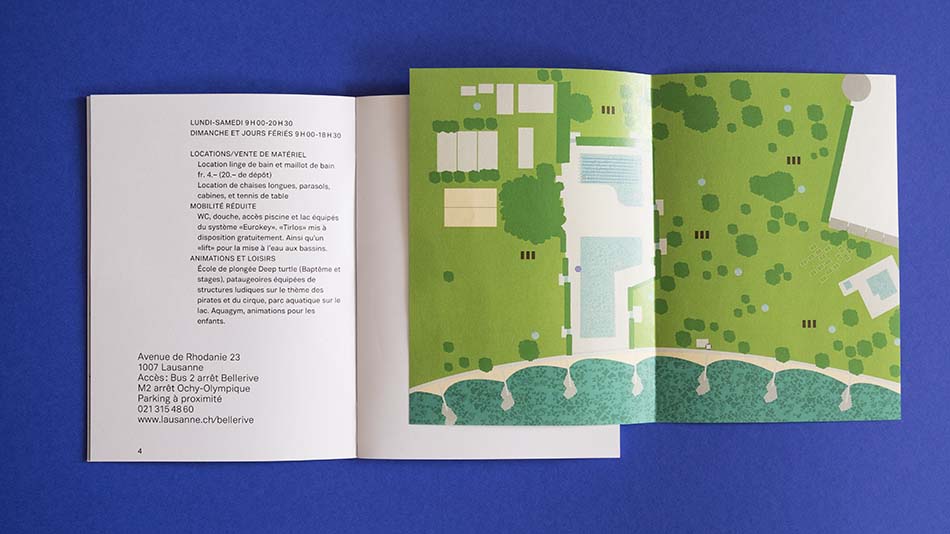 LUNDI-SAMEDI 9 H 00-20 H 30
DIMANCHE ET JOURS FÉRIÉS 9 H 00-18 H 30
LOCATIONS/VENTE DE MATÉRIEL
Location linge de bain et maillot de bain
fr. 4.– (20.– de dépôt)
Location de chaises longues, parasols,
cabines, et tennis de table
MOBILITÉ RÉDUITE
WC, douche, accès piscine et lac équipés
du système «Eurokey». «Tirlos» mis à
disposition gratuitement. Ainsi qu'un
«lift» pour la mise à l'eau aux bassins.
ANIMATIONS ET LOISIRS
École de plongée Deep turtle (Baptême et
stages), pataugeoires équipées de
structures ludiques sur le thème des
pirates et du cirque, parc aquatique sur le
lac. Aquagym, animations pour les
enfants.
Avenue de Rhodanie 23
1007 Lausanne
Accès : Bus 2 arrêt Bellerive
M2 arrêt Ochy-Olympique
Parking à proximité
021 315 48 60
www.lausanne.ch/bellerive
4